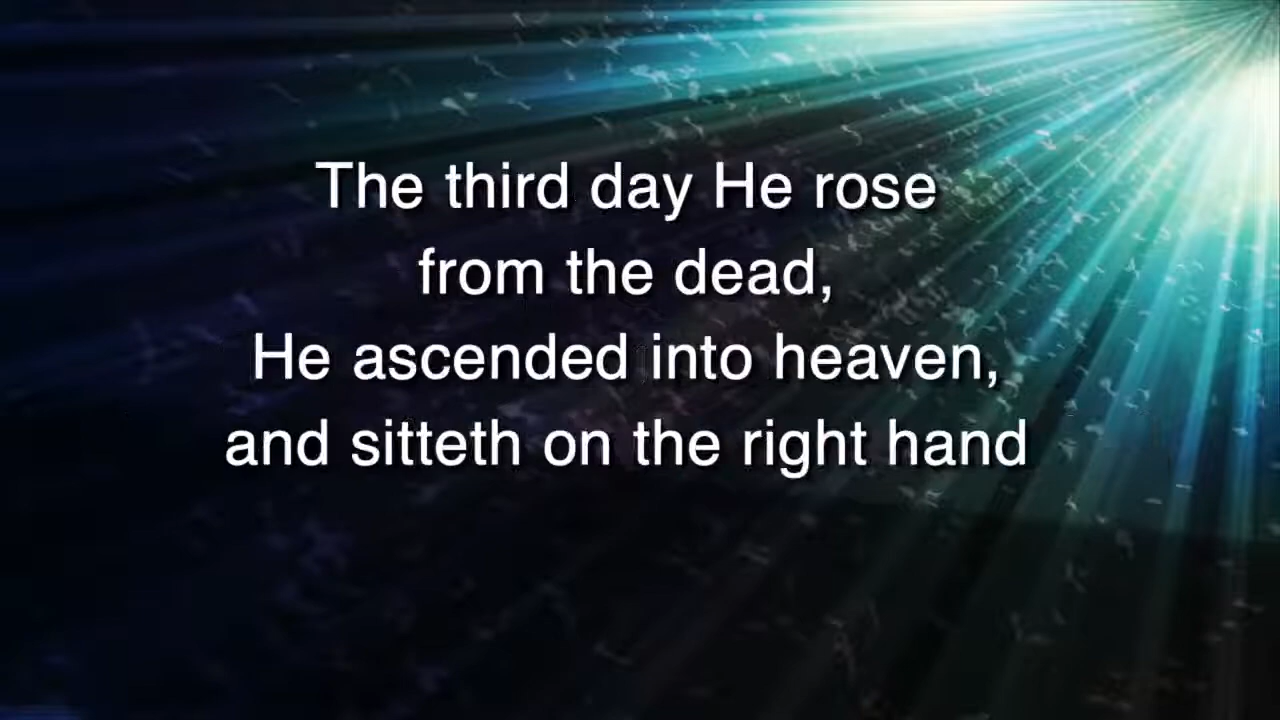 The third day He rose
from the dead,
He ascended into heaven,
and sitteth on the right hand